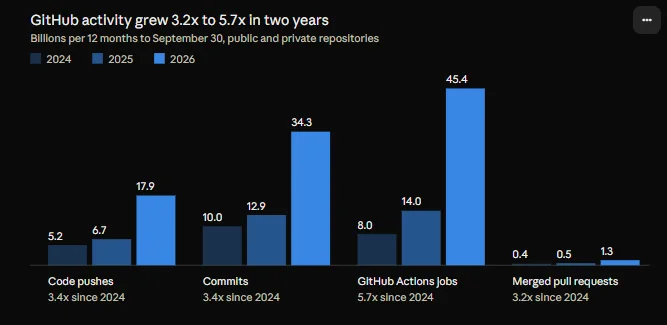 GitHub activity grew 3.2x to 5.7x in two years
Billions per 12 months to September 30, public and private repositories
2024 2025 2026
45.4
34.3
17.9
14.0
12.9
10.0
8.0
6.7
5.2
1.3
0.5
0.4
Code pushes Commits GitHub Actions jobs Merged pull requests
3.4x since 2024 3.4x since 2024 5.7x since 2024 3.2x since 2024